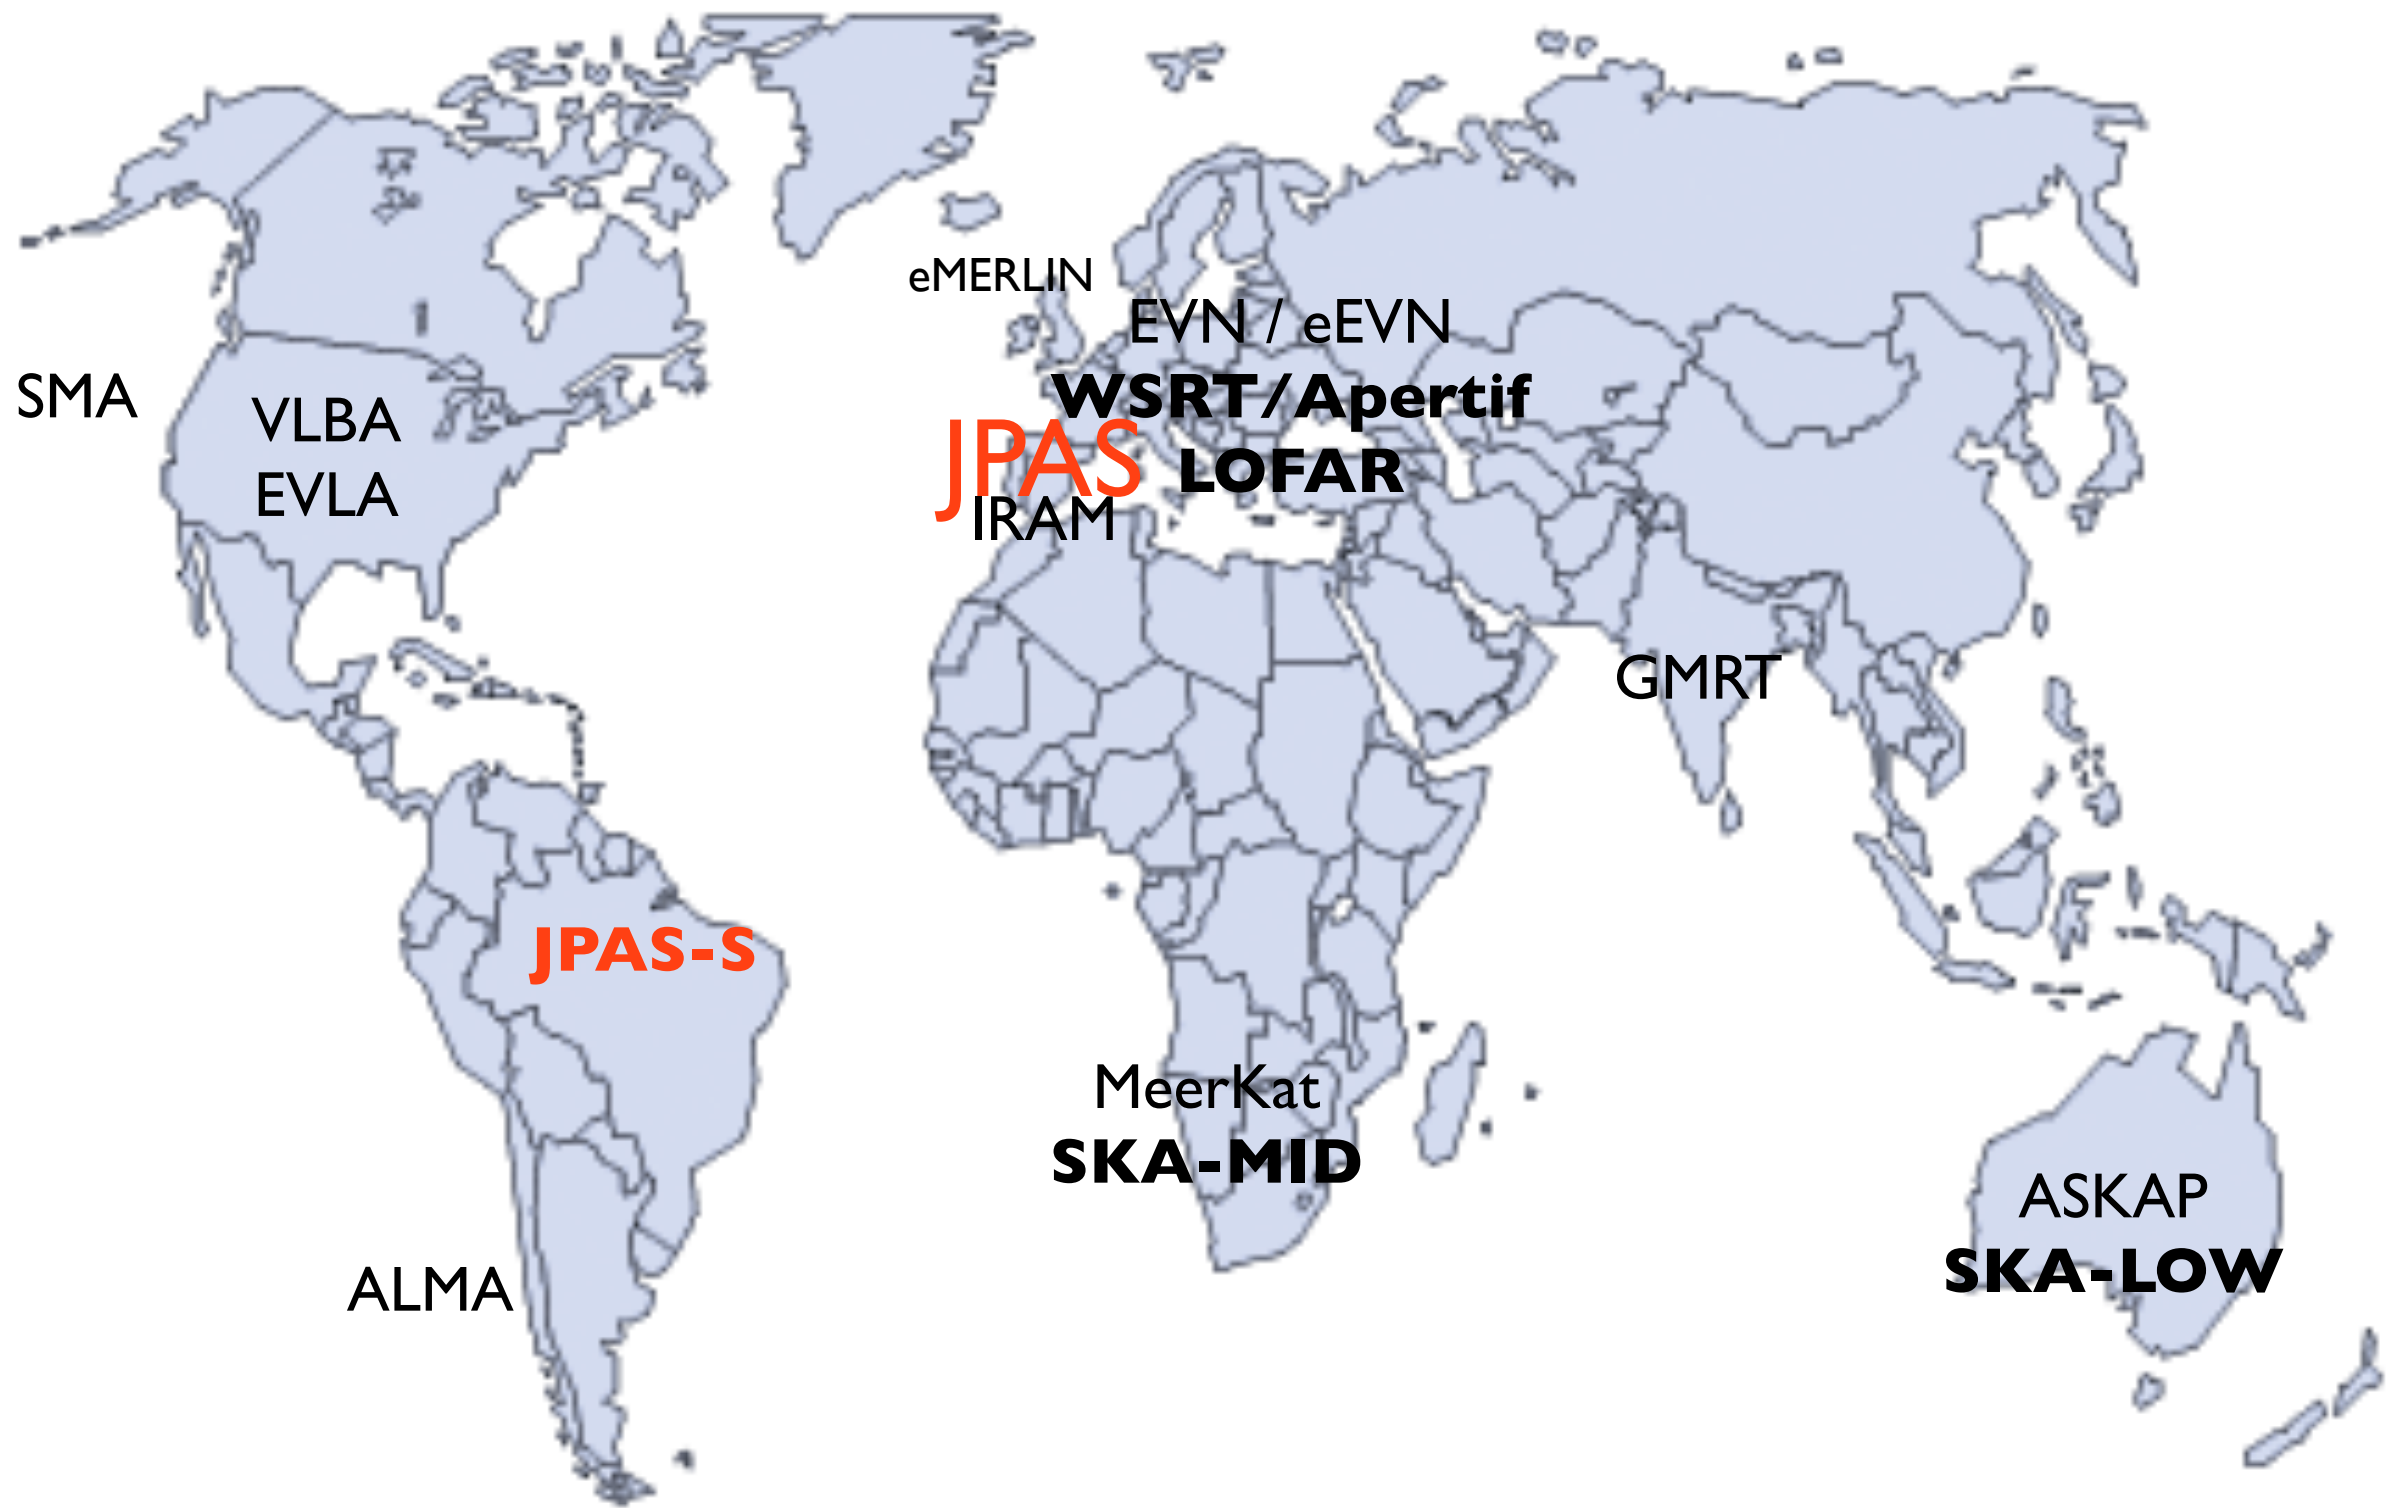 eMERLIN
EVN / eEVN
SMA
VLBA
WSRT/Apertif
JPAS
LOFAR
EVLA
IRAM
GMRT
JPAS-S
MeerKat
SKA-MID
ASKAP
SKA-LOW
ALMA